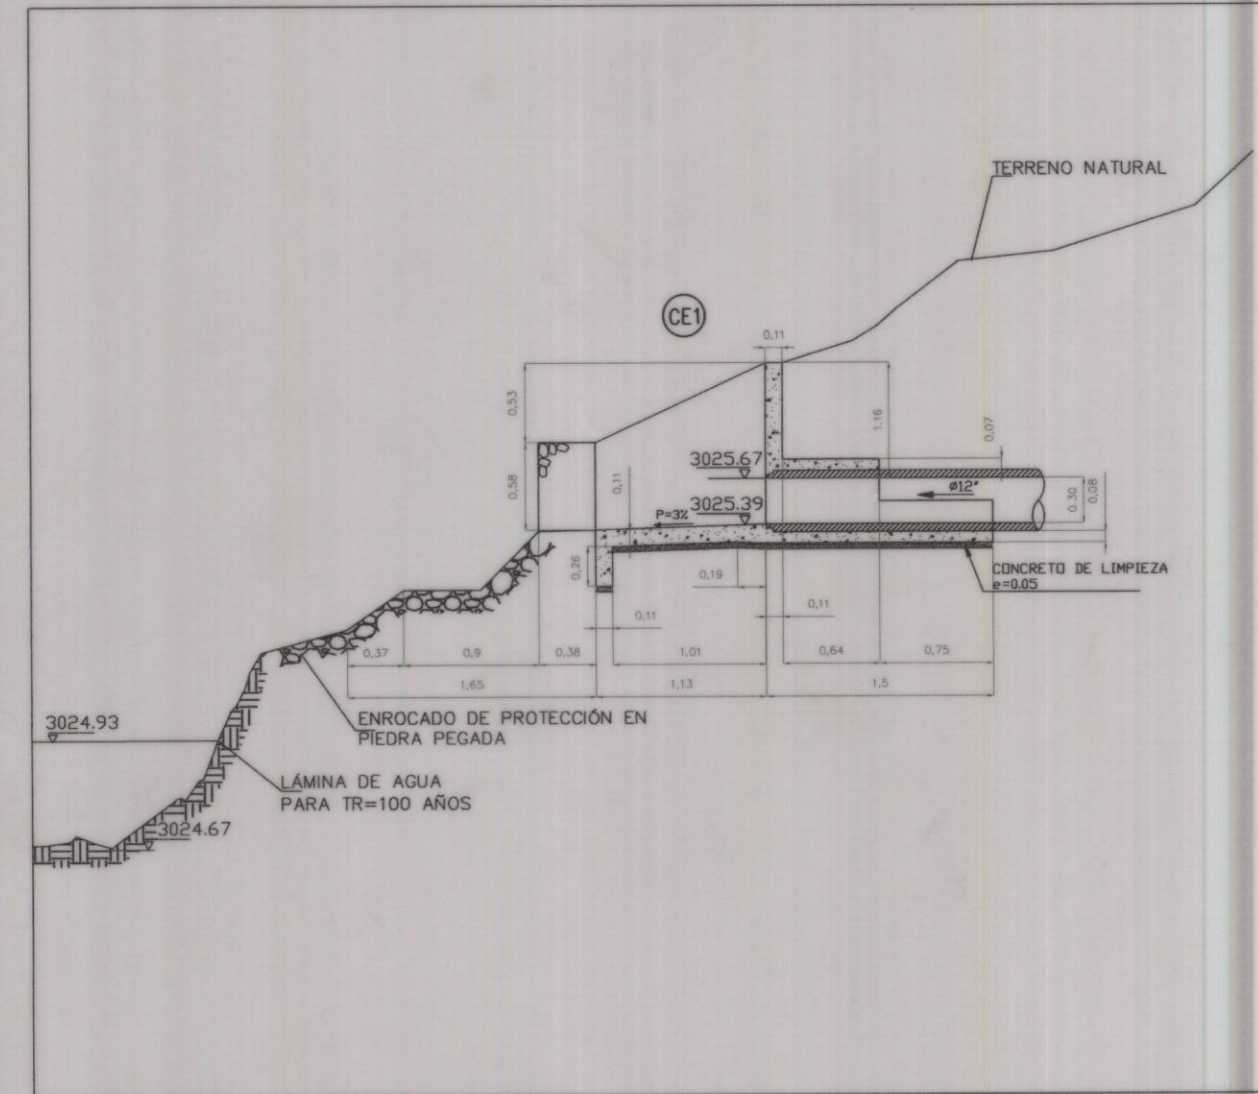 TERRENO NATURAL
CE1
0,11
0,53
1,16
0,07
3025.67
0,58
0,11
ø12"
3025.39
0.30
0,08
P=3%
0,26
0,19
CONCRETO DE LIMPIEZA
e=0.05
0,11
0,11
0,37
0,9
0,38
1,01
0,64
0,75
1,65
1,13
1,5
ENROCADO DE PROTECCIÓN EN
PIEDRA PEGADA
3024.93
LÁMINA DE AGUA
PARA TR=100 AÑOS
3024.67